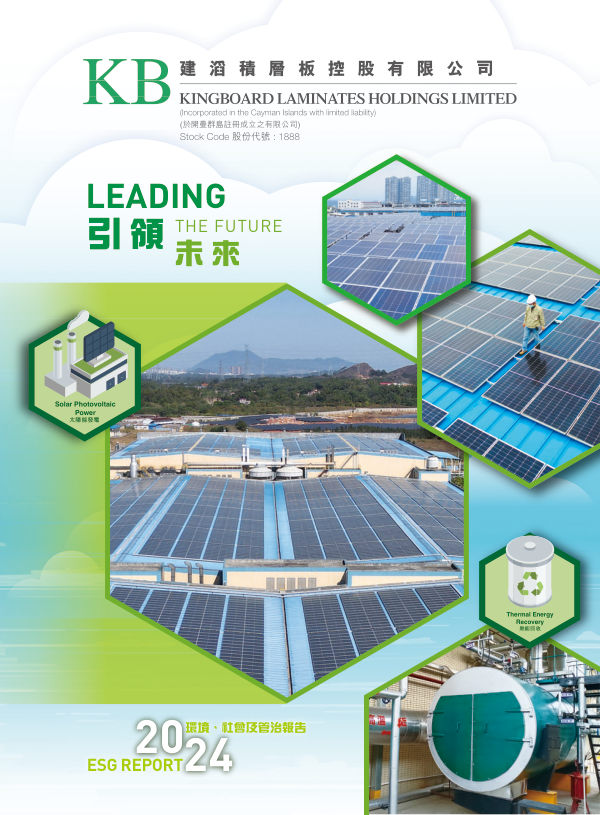 KB
建滔積層板控股有限公司
KINGBOARD LAMINATES HOLDINGS LIMITED
(Incorporated in the Cayman Islands with limited liability)
(於開曼群島註冊成立之有限公司)
Stock Code 股份代號 : 1888
LEADING
THE FUTURE
引領
未來
Solar Photovoltaic
Power
太陽能發電
Thermal Energy
Recovery
熱能回收
高溫
2024
環境、社會及管治報告
ESG REPORT